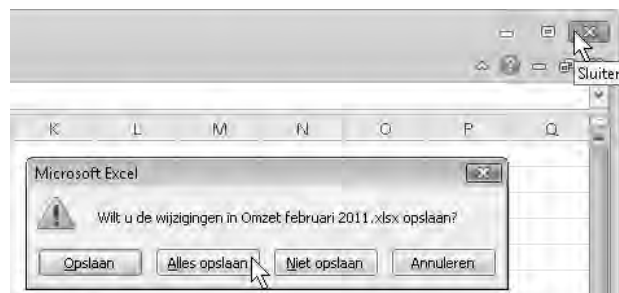 Sluiten
K L M N O P Q
Microsoft Excel
Wilt u de wijzigingen in Omzet februari 2011.xlsx opslaan?
Opslaan Alles opslaan Niet opslaan Annuleren